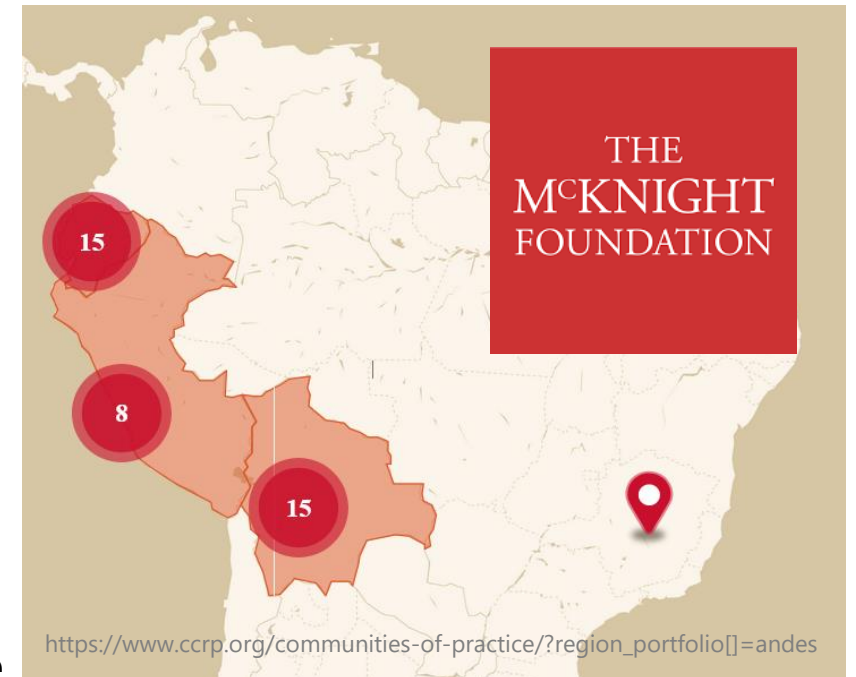 THE
McKNIGHT
FOUNDATION
15
8
15
https://www.ccrp.org/communities-of-practice/?region_portfolio[]=andes